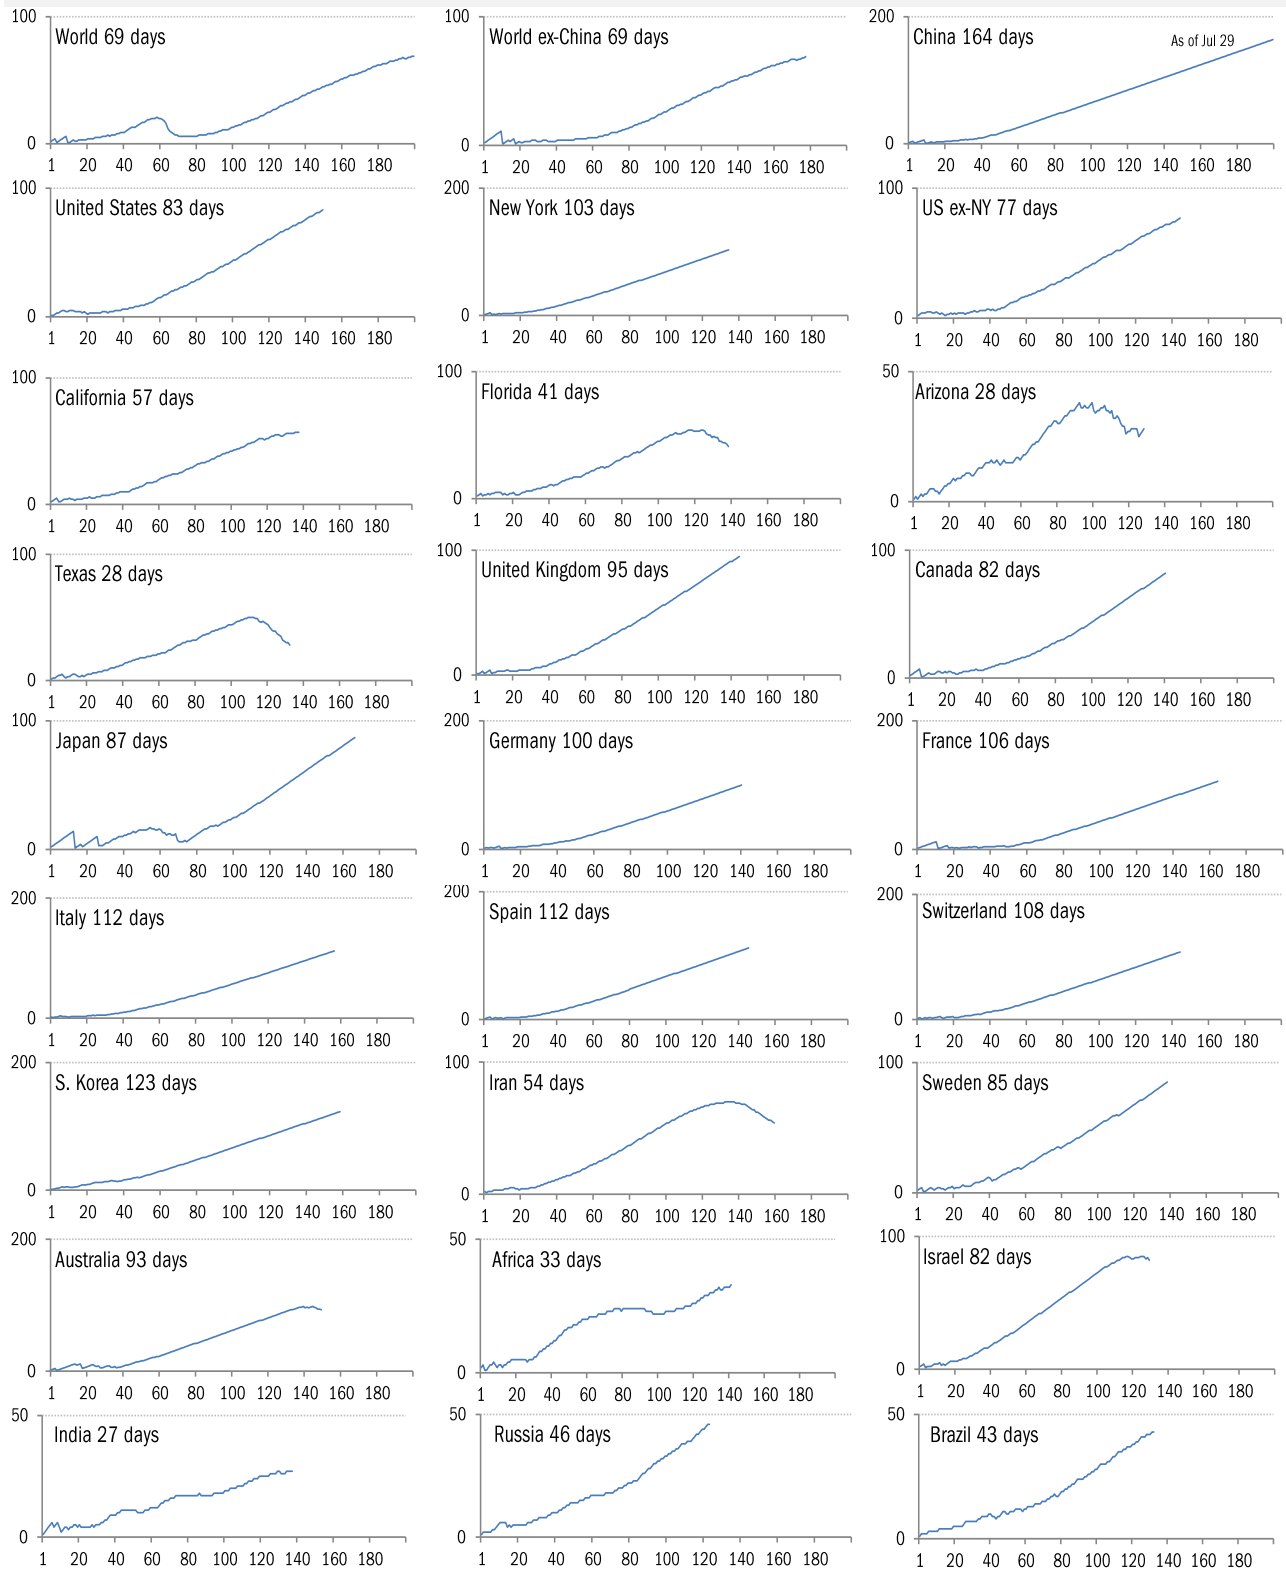 World 69 days
100
0
1 20 40 60 80 100 120 140 160 180
World ex-China 69 days
100
0
1 20 40 60 80 100 120 140 160 180
China 164 days
As of Jul 29
200
0
1 20 40 60 80 100 120 140 160 180
United States 83 days
100
0
1 20 40 60 80 100 120 140 160 180
New York 103 days
200
0
1 20 40 60 80 100 120 140 160 180
US ex-NY 77 days
100
0
1 20 40 60 80 100 120 140 160 180
California 57 days
100
0
1 20 40 60 80 100 120 140 160 180
Florida 41 days
100
0
1 20 40 60 80 100 120 140 160 180
Arizona 28 days
50
0
1 20 40 60 80 100 120 140 160 180
Texas 28 days
100
0
1 20 40 60 80 100 120 140 160 180
United Kingdom 95 days
100
0
1 20 40 60 80 100 120 140 160 180
Canada 82 days
100
0
1 20 40 60 80 100 120 140 160 180
Japan 87 days
100
0
1 20 40 60 80 100 120 140 160 180
Germany 100 days
200
0
1 20 40 60 80 100 120 140 160 180
France 106 days
200
0
1 20 40 60 80 100 120 140 160 180
Italy 112 days
200
0
1 20 40 60 80 100 120 140 160 180
Spain 112 days
200
0
1 20 40 60 80 100 120 140 160 180
Switzerland 108 days
200
0
1 20 40 60 80 100 120 140 160 180
S. Korea 123 days
200
0
1 20 40 60 80 100 120 140 160 180
Iran 54 days
100
0
1 20 40 60 80 100 120 140 160 180
Sweden 85 days
100
0
1 20 40 60 80 100 120 140 160 180
Australia 93 days
200
0
1 20 40 60 80 100 120 140 160 180
Africa 33 days
50
0
1 20 40 60 80 100 120 140 160 180
Israel 82 days
100
0
1 20 40 60 80 100 120 140 160 180
India 27 days
50
0
1 20 40 60 80 100 120 140 160 180
Russia 46 days
50
0
1 20 40 60 80 100 120 140 160 180
Brazil 43 days
50
0
1 20 40 60 80 100 120 140 160 180